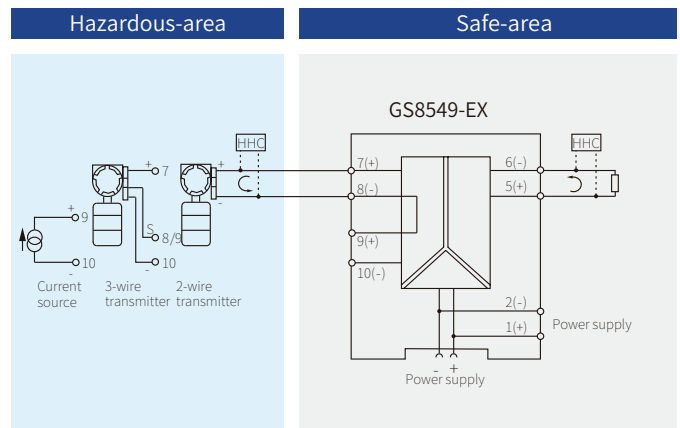 Hazardous-area
Safe-area
GS8549-EX
HHC
HHC
+
7
+
-
7(+)
8(-)
6(-)
5(+)
+
9
S
8/9
9(+)
10
-
10
-
10(-)
Current
source
3-wire
transmitter
2-wire
transmitter
2(-)
1(+)
Power supply
- +
Power supply